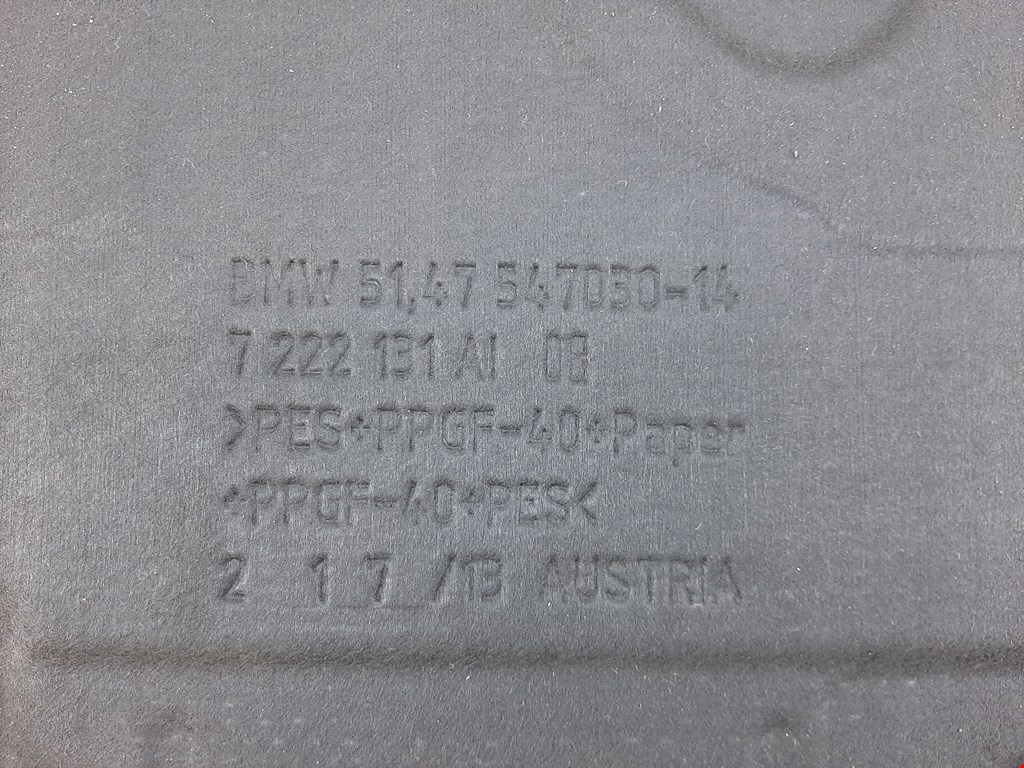 BMW 51.47 547030-14
7 222 131 AI 03
>PES+PPGF-40+Paper
+PPGF-40+PES<
2 1 7 /13 AUSTRIA